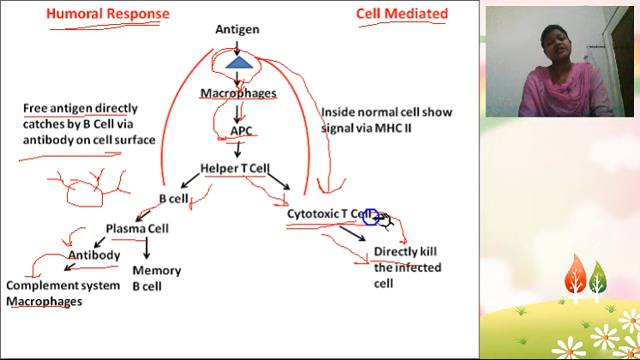 Humoral Response
Cell Mediated
Antigen
Macrophages
Free antigen directly
catches by B Cell via
antibody on cell surface
Inside normal cell show
signal via MHC II
APC
Helper T Cell
B cell
Cytotoxic T Cell
Plasma Cell
Antibody
Directly kill
the infected
cell
Memory
B cell
Complement system
Macrophages